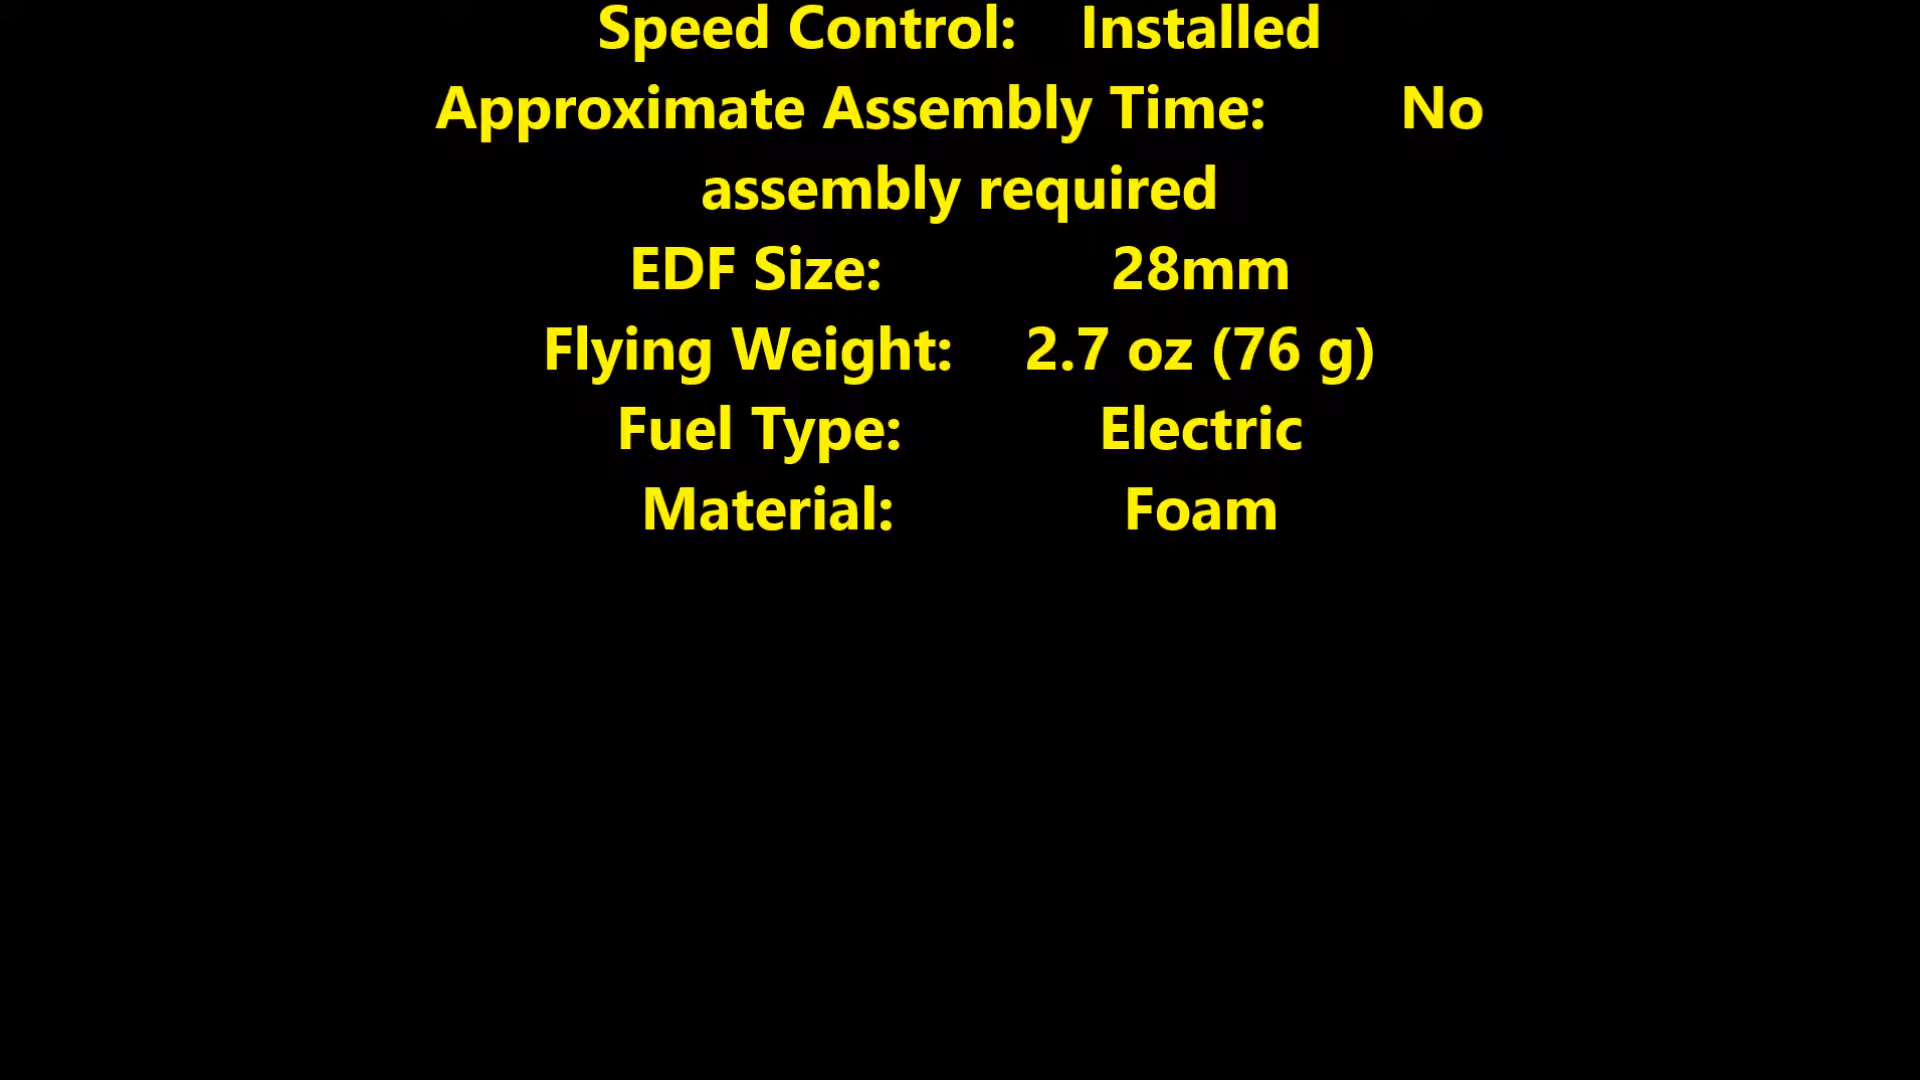 Speed Control: Installed
Approximate Assembly Time: No
assembly required
EDF Size: 28mm
Flying Weight: 2.7 oz (76 g)
Fuel Type: Electric
Material: Foam